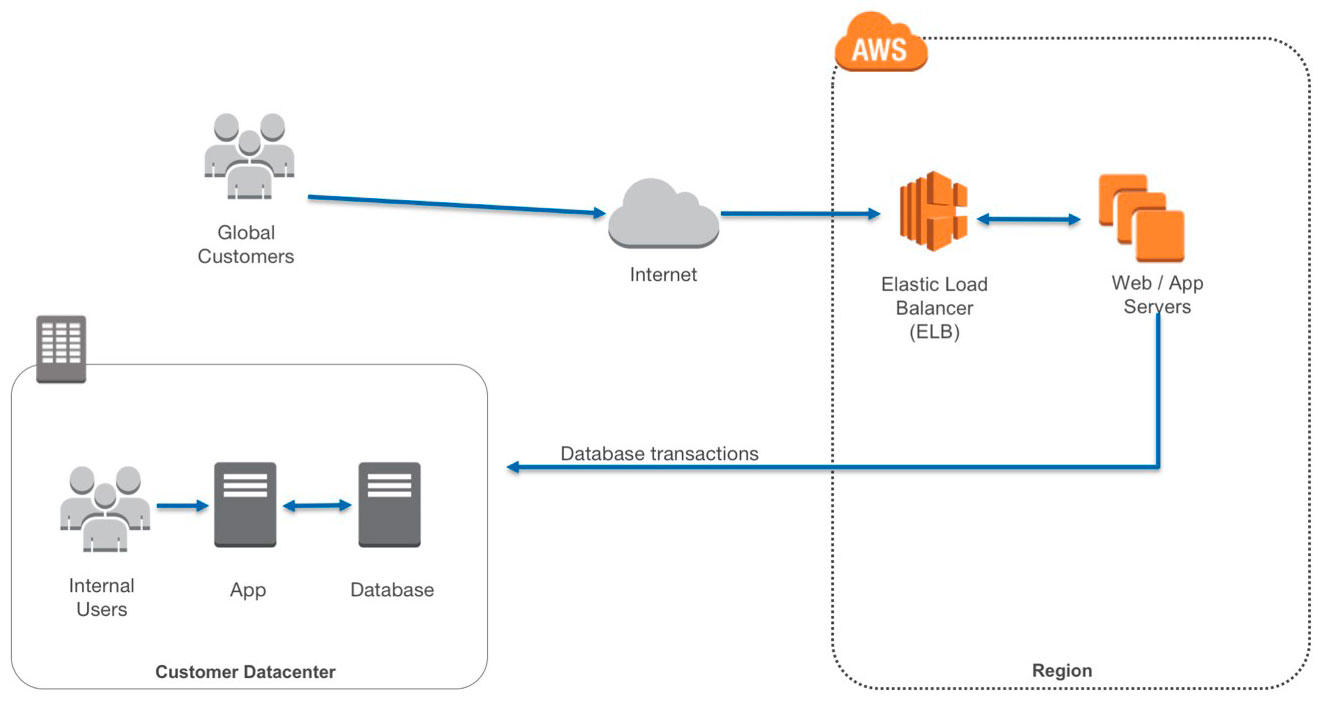 AWS
Global
Customers
Internet
Elastic Load
Balancer
(ELB)
Web / App
Servers
Database transactions
Internal
Users
App
Database
Customer Datacenter
Region